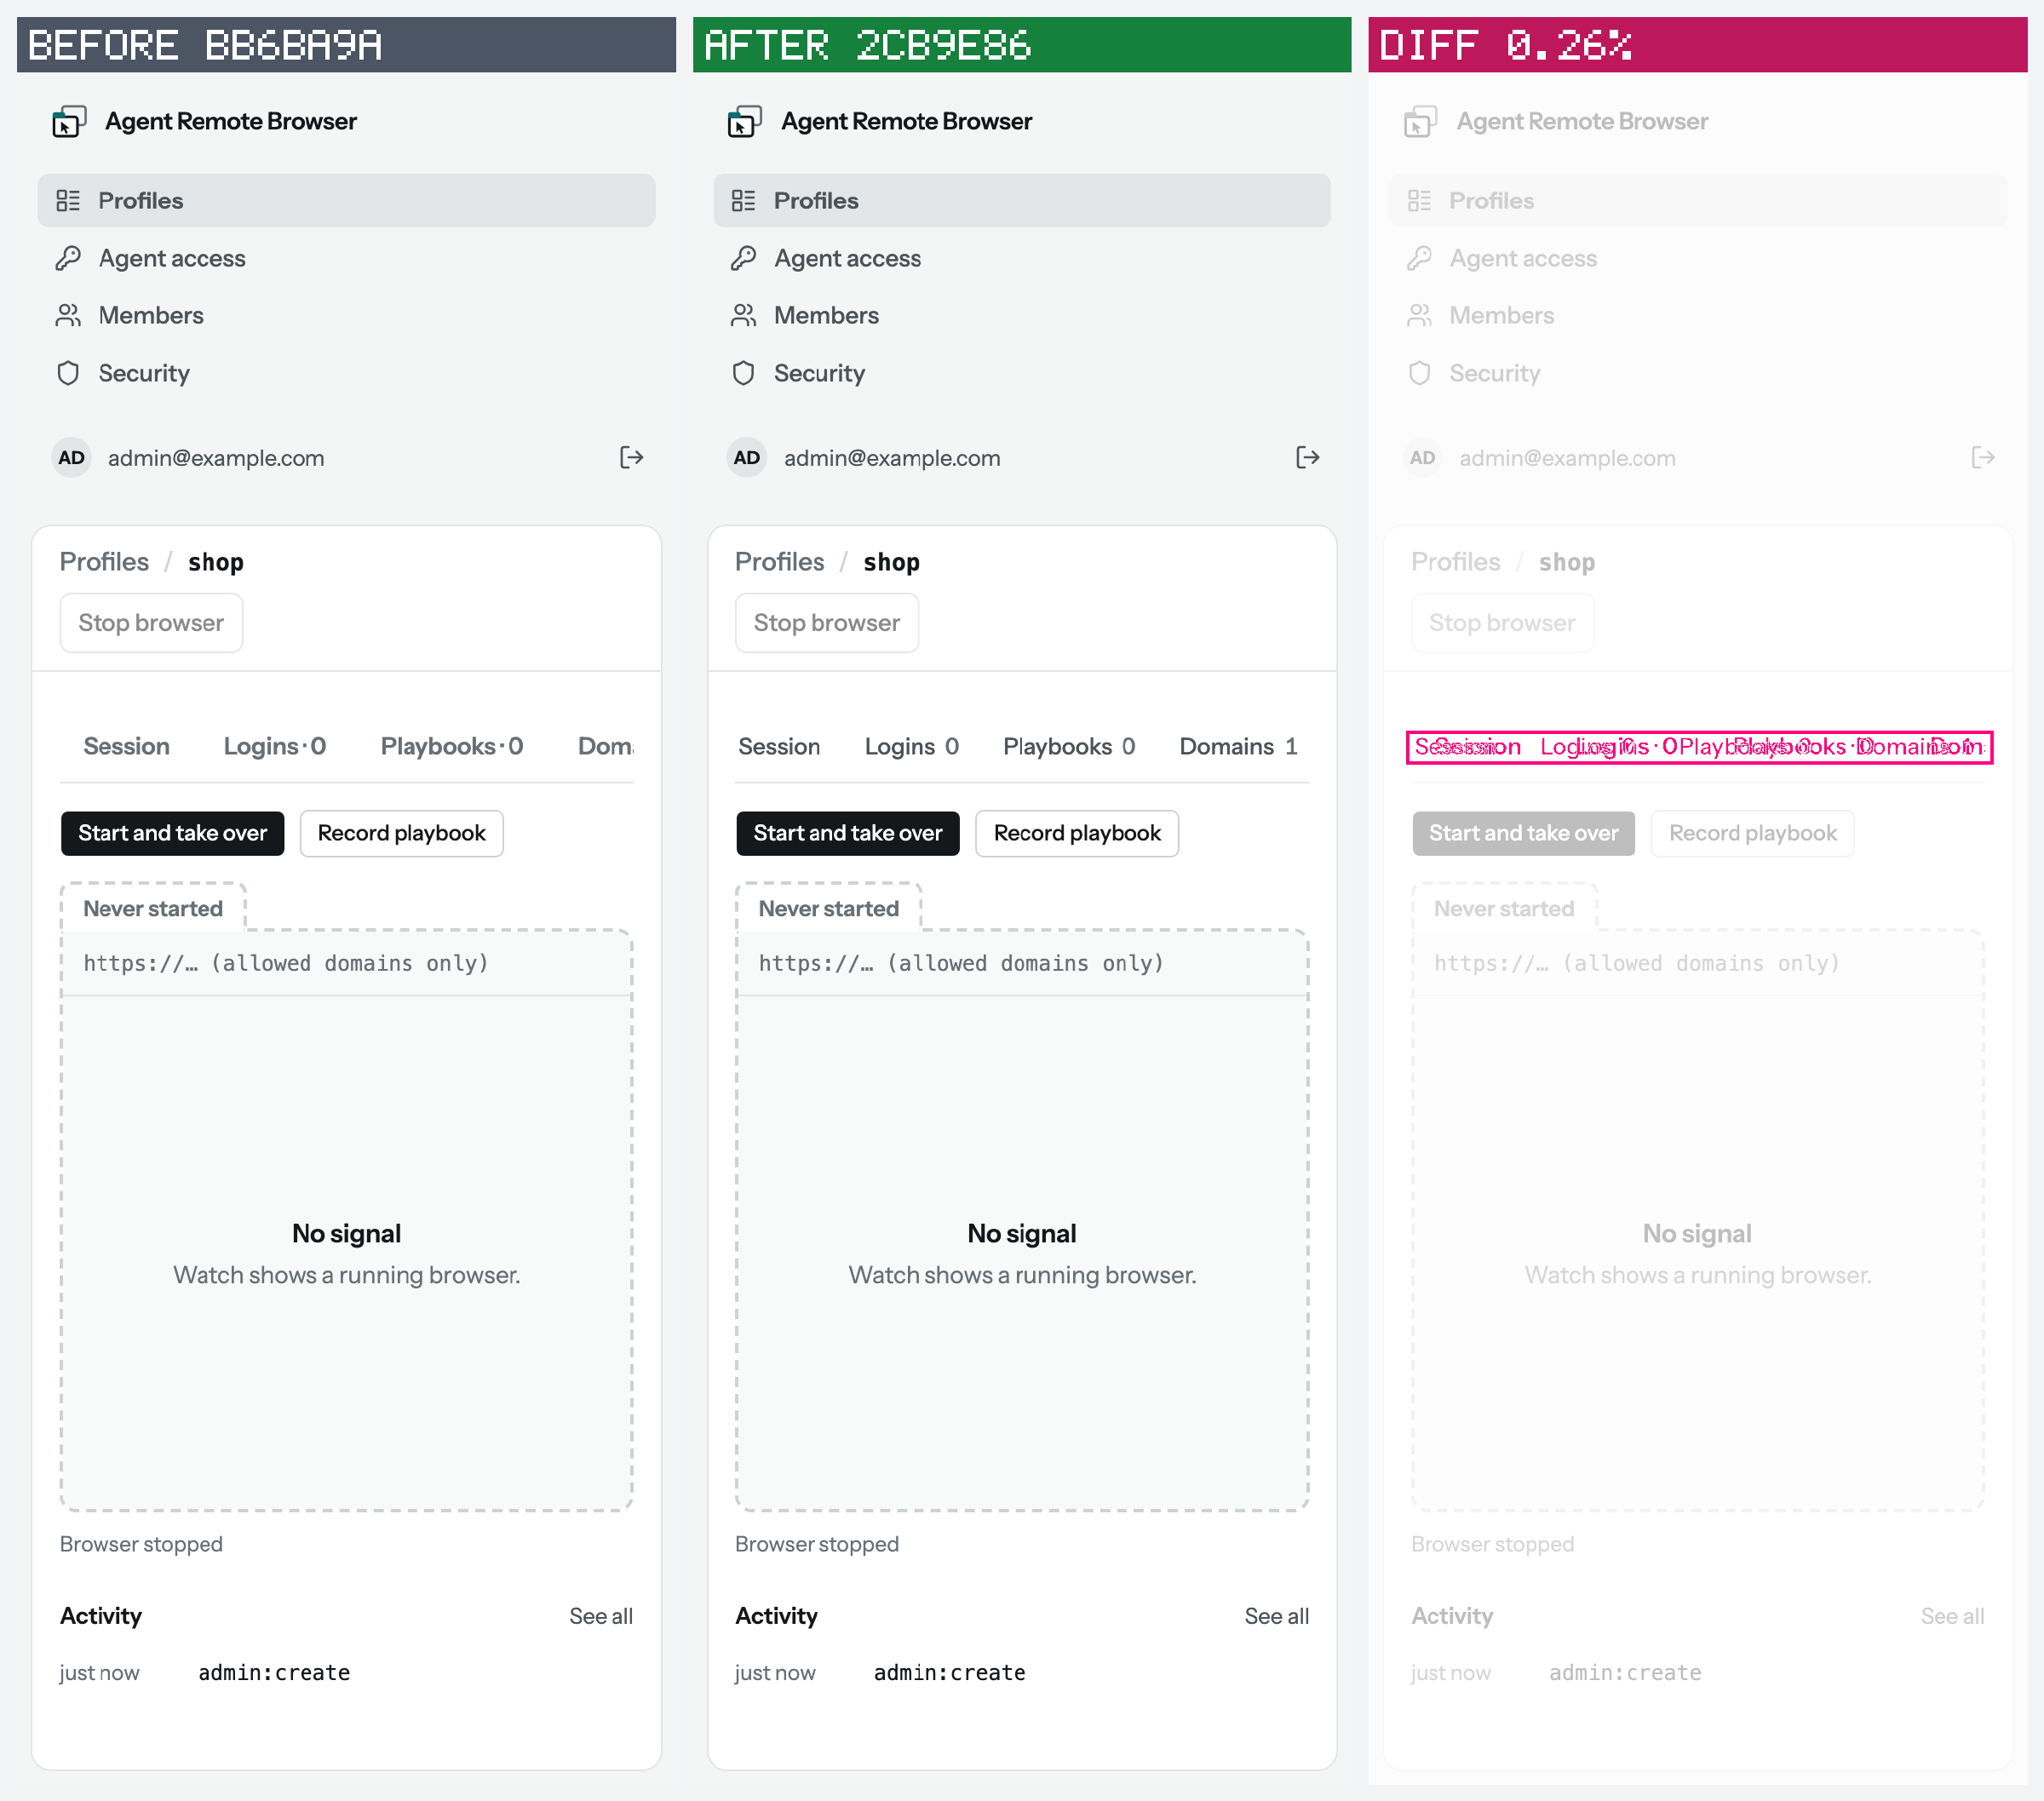 BEFORE BB6BA9A
Agent Remote Browser
Profiles
Agent access
Members
Security
AD admin@example.com
Profiles / shop
Stop browser
Session Logins·0 Playbooks·0 Dom
Start and take over Record playbook
Never started
https://… (allowed domains only)
No signal
Watch shows a running browser.
Browser stopped
Activity See all
just now admin:create
AFTER 2CB9E86
Agent Remote Browser
Profiles
Agent access
Members
Security
AD admin@example.com
Profiles / shop
Stop browser
Session Logins 0 Playbooks 0 Domains 1
Start and take over Record playbook
Never started
https://… (allowed domains only)
No signal
Watch shows a running browser.
Browser stopped
Activity See all
just now admin:create
DIFF 0.26%
Agent Remote Browser
Profiles
Agent access
Members
Security
AD admin@example.com
Profiles / shop
Stop browser
Start and take over Record playbook
Never started
https://… (allowed domains only)
No signal
Watch shows a running browser.
Browser stopped
Activity See all
just now admin:create